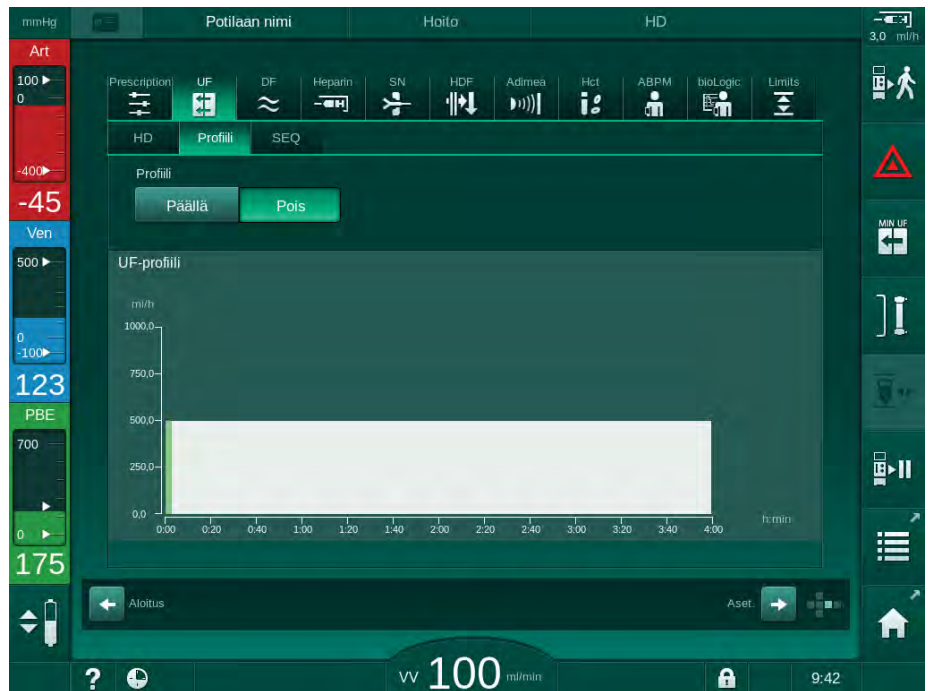 mmHg
Potilaan nimi
Hoito
HD
3,0 ml/h
Art
100
0
-400
-45
Ven
500
0
-100
123
PBE
700
0
175
Prescription
UF
DF
Heparin
SN
HDF
Adimea
Hct
ABPM
bioLogic
Limits
HD
Profiili
SEQ
Profiili
Päällä
Pois
UF-profiili
ml/h
1000,0
750,0
500,0
250,0
0,0
0:00 0:20 0:40 1:00 1:20 1:40 2:00 2:20 2:40 3:00 3:20 3:40 4:00
h:min
MIN UF
Aloitus
Aset.
VV 100 ml/min
?
9:42